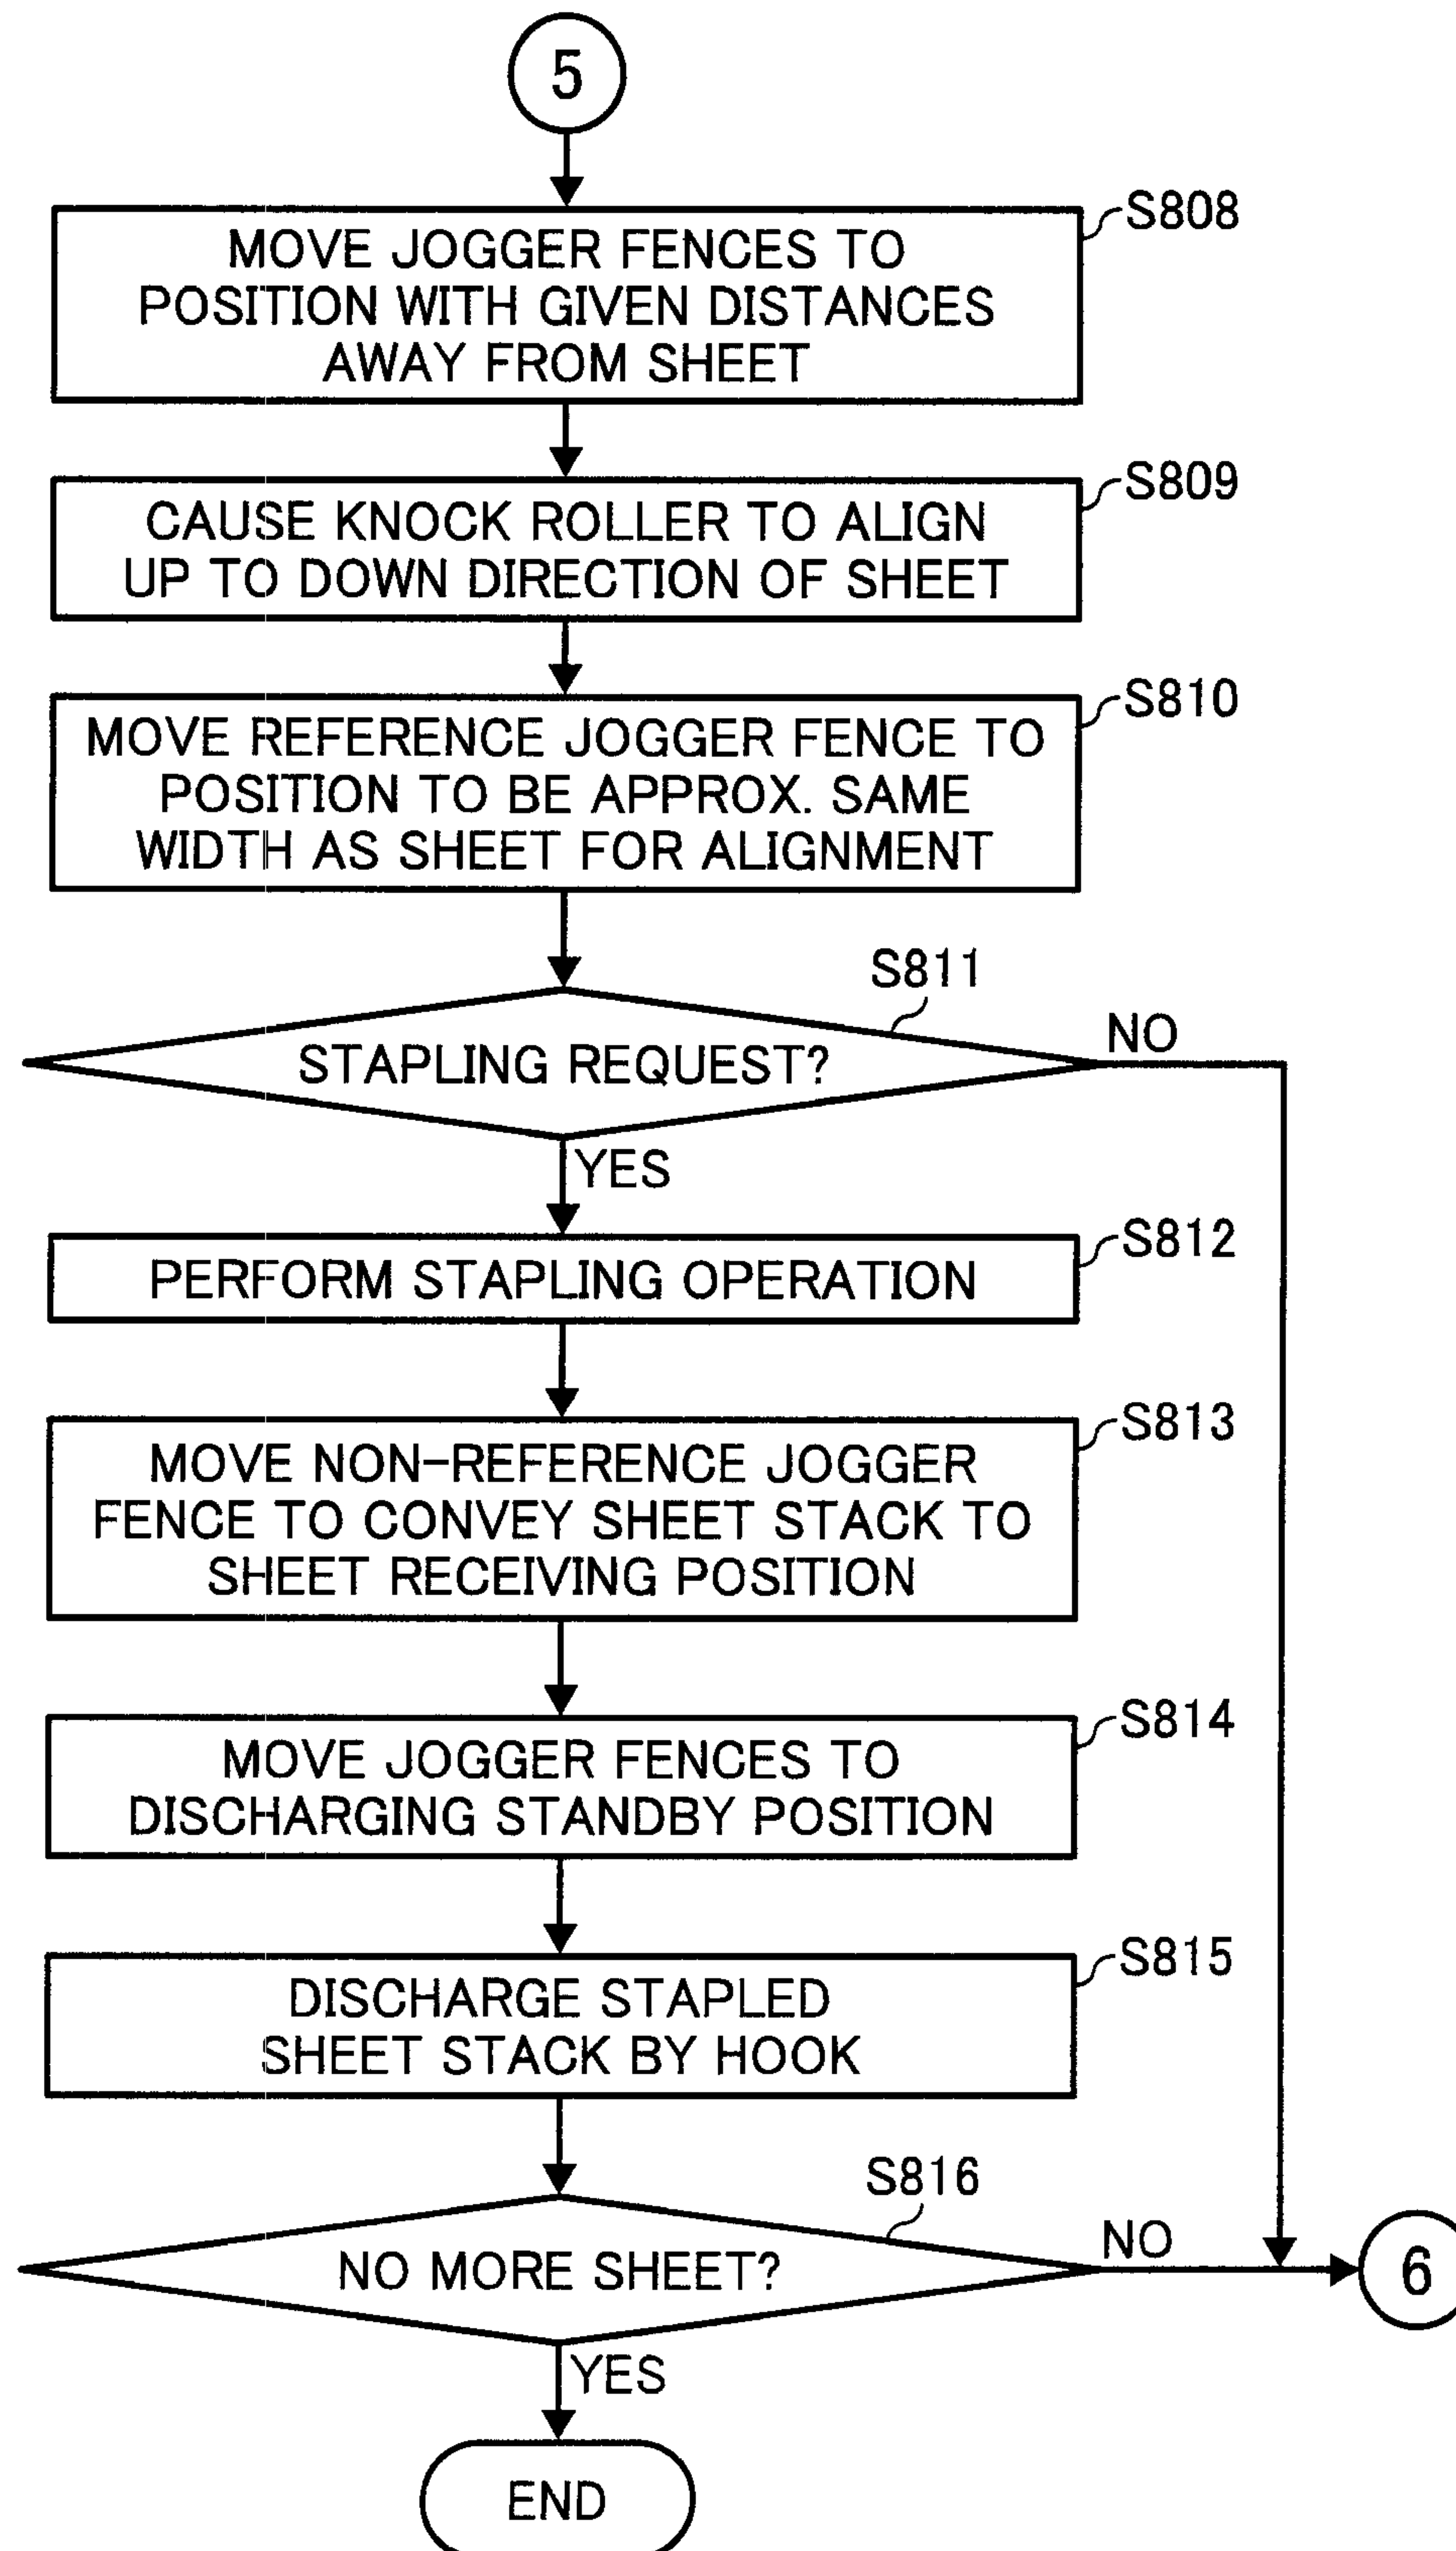 5
S808
MOVE JOGGER FENCES TO
POSITION WITH GIVEN DISTANCES
AWAY FROM SHEET
S809
CAUSE KNOCK ROLLER TO ALIGN
UP TO DOWN DIRECTION OF SHEET
S810
MOVE REFERENCE JOGGER FENCE TO
POSITION TO BE APPROX. SAME
WIDTH AS SHEET FOR ALIGNMENT
S811
STAPLING REQUEST?
NO
YES
S812
PERFORM STAPLING OPERATION
S813
MOVE NON-REFERENCE JOGGER
FENCE TO CONVEY SHEET STACK TO
SHEET RECEIVING POSITION
S814
MOVE JOGGER FENCES TO
DISCHARGING STANDBY POSITION
S815
DISCHARGE STAPLED
SHEET STACK BY HOOK
S816
NO MORE SHEET?
NO
6
YES
END